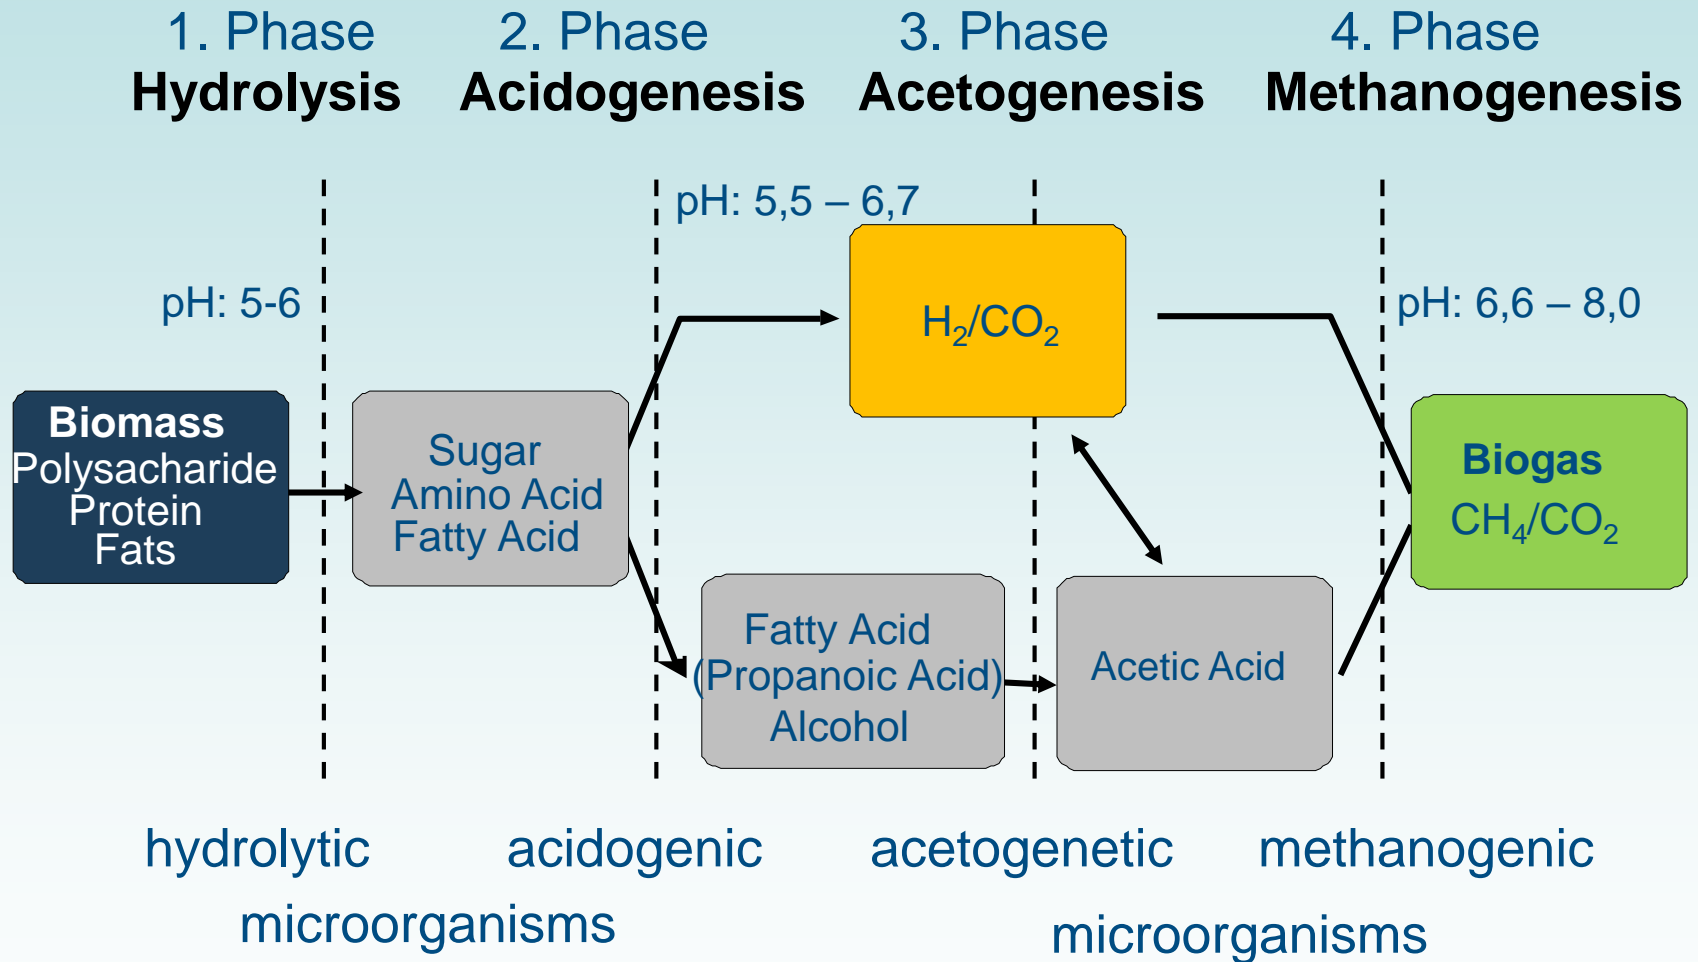 1. Phase
Hydrolysis
2. Phase
Acidogenesis
3. Phase
Acetogenesis
4. Phase
Methanogenesis
pH: 5,5 – 6,7
pH: 5-6
pH: 6,6 – 8,0
H₂/CO₂
Biomass
Polysacharide
Protein
Fats
Sugar
Amino Acid
Fatty Acid
Biogas
CH₄/CO₂
Fatty Acid
(Propanoic Acid)
Alcohol
Acetic Acid
hydrolytic
acidogenic
acetogenetic
methanogenic
microorganisms
microorganisms